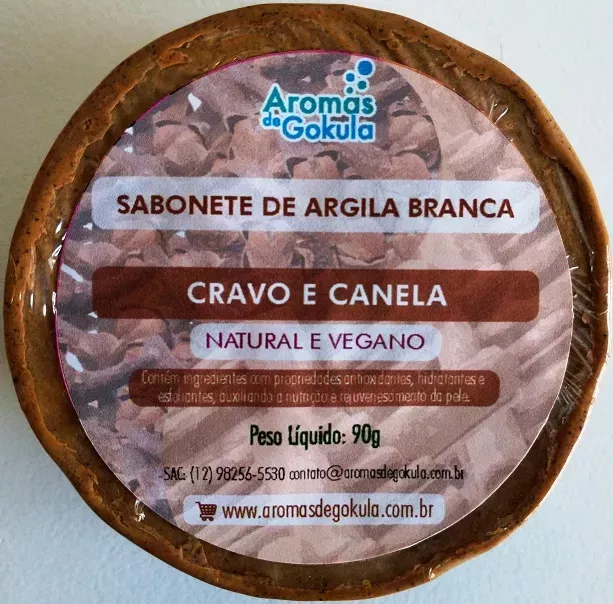 Aromas
de Gokula
SABONETE DE ARGILA BRANCA
CRAVO E CANELA
NATURAL E VEGANO
Contém ingredientes com propriedades antioxidantes, hidratantes e
esfoliantes, auxiliando a nutrição e rejuvenescimento da pele.
Peso Líquido: 90g
SAC: (12) 98256-5530 contato@aromasdegokula.com.br
www.aromasdegokula.com.br